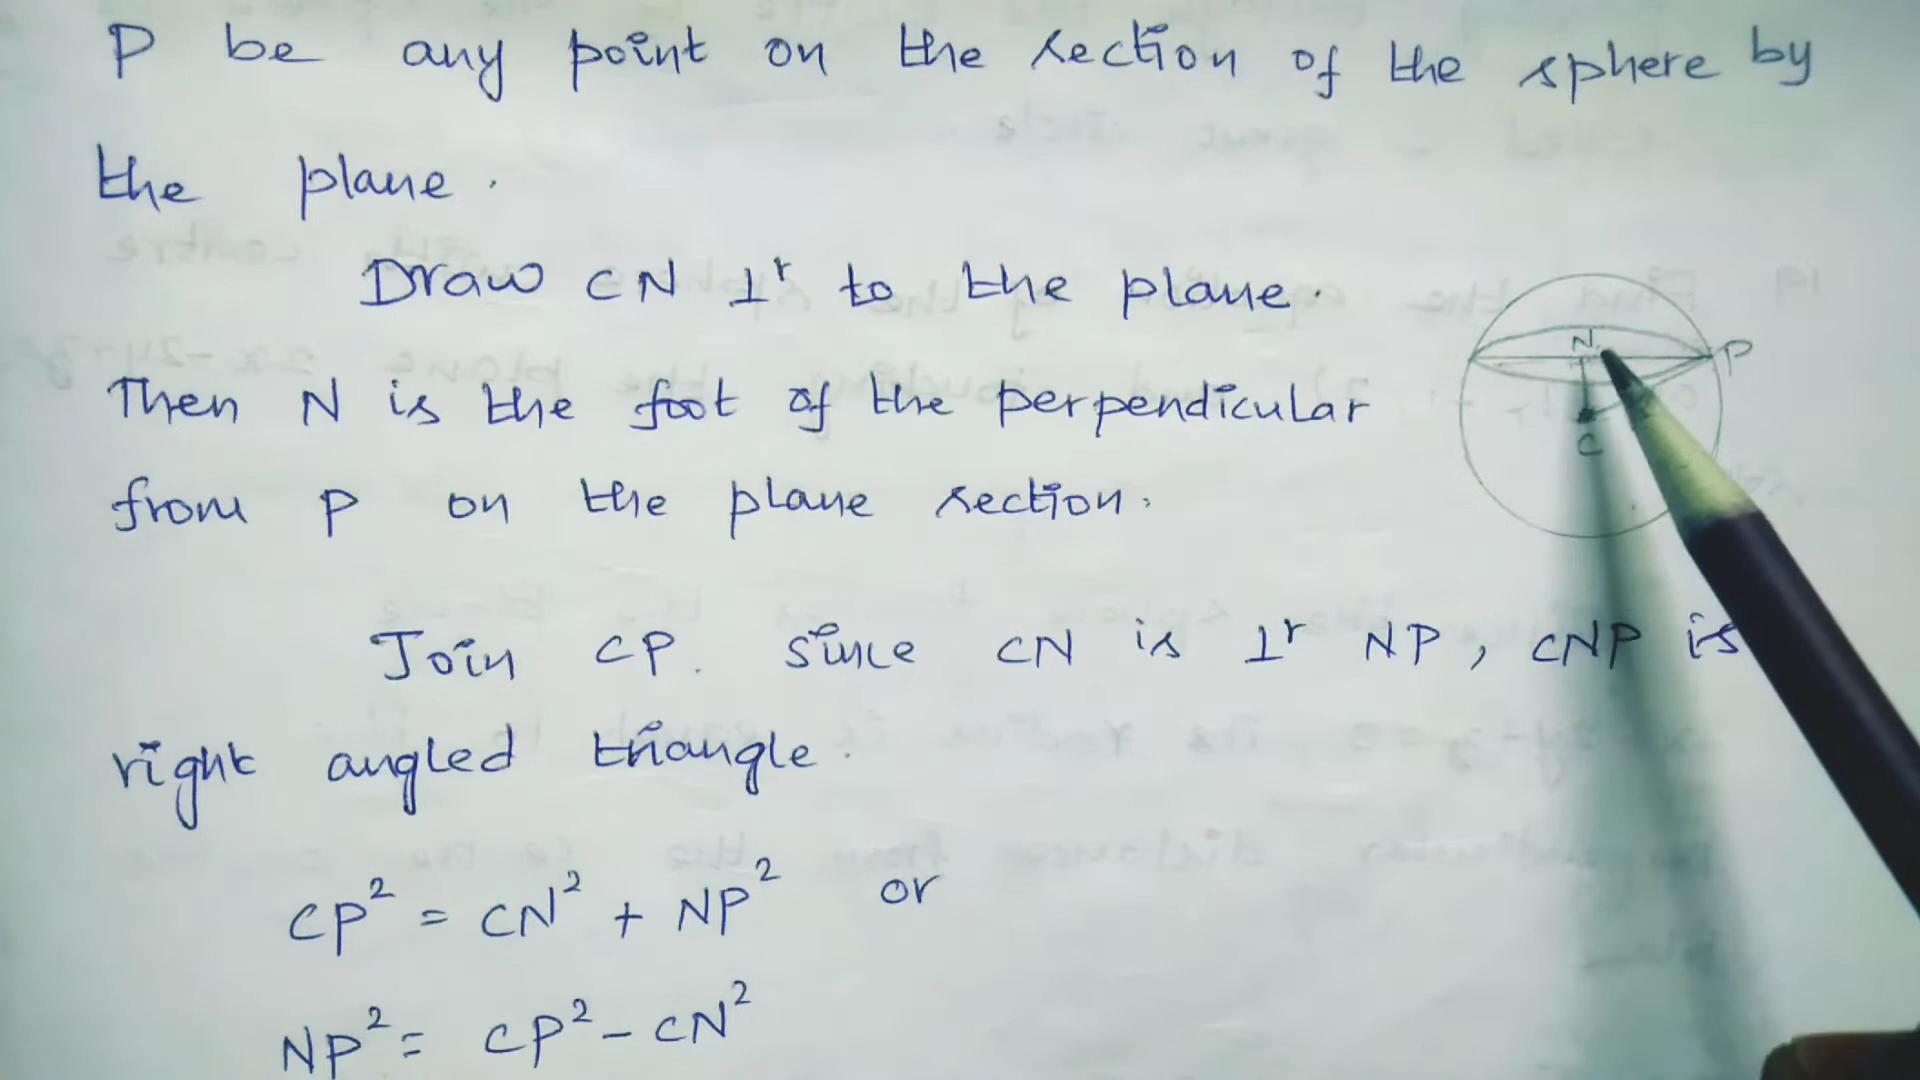 P be any point on the section of the sphere by
the plane.
Draw CN ⊥r to the plane.
Then N is the foot of the perpendicular
from P on the plane section.
N
P
C
Join CP. since CN is ⊥r NP, CNP is
right angled triangle.
CP² = CN² + NP² or
NP² = CP² - CN²